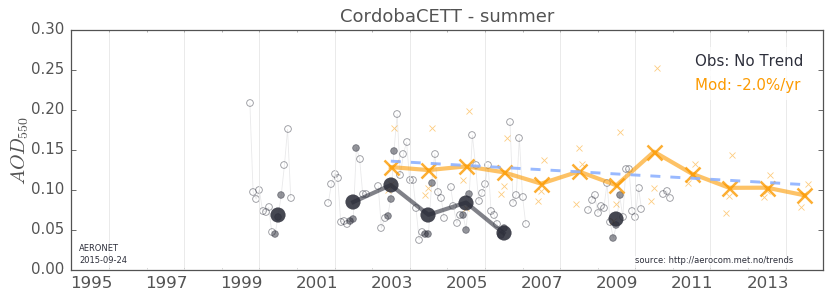 CordobaCETT - summer
0.30
0.25
0.20
0.15
0.10
0.05
0.00
AOD550
Obs: No Trend
Mod: -2.0%/yr
AERONET
2015-09-24
source: http://aerocom.met.no/trends
1995 1997 1999 2001 2003 2005 2007 2009 2011 2013